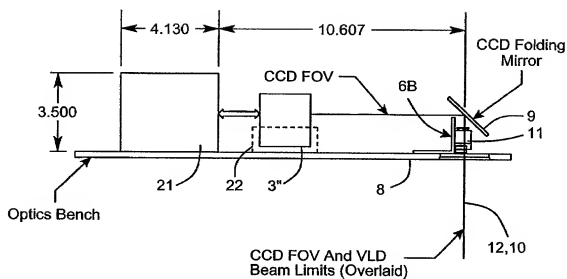 4.130
10.607
CCD Folding
Mirror
CCD FOV
6B
3.500
9
11
21
22
3"
8
Optics Bench
12,10
CCD FOV And VLD
Beam Limits (Overlaid)